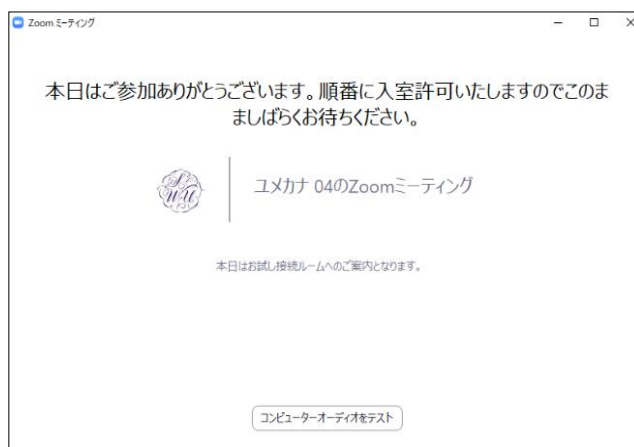 Zoom ミーティング
本日はご参加ありがとうございます。順番に入室許可いたしますのでこのま
ましばらくお待ちください。
SWU
ユメカナ 04のZoomミーティング
本日はお試し接続ルームへのご案内となります。
コンピューターオーディオをテスト